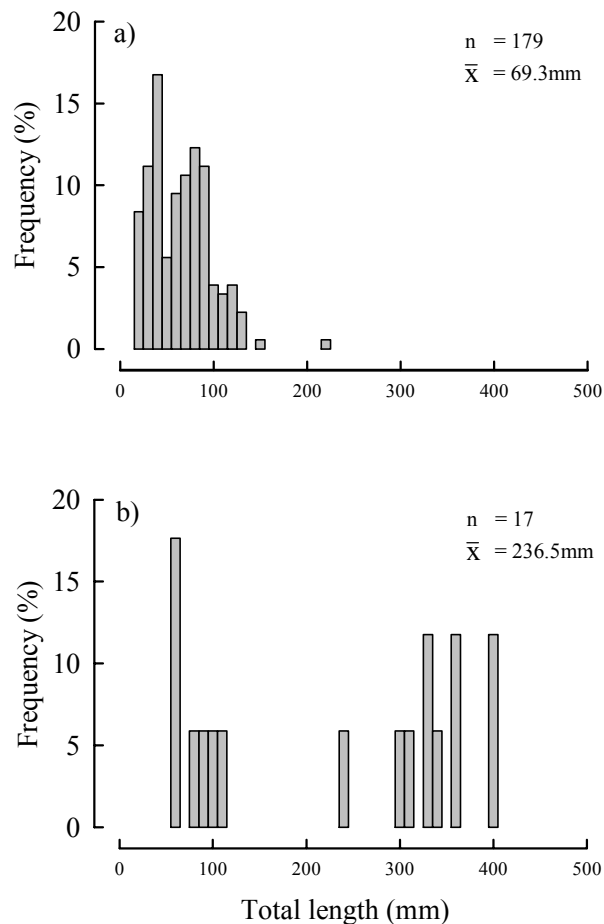 a)
n = 179
x̄ = 69.3mm
Frequency (%)
20
15
10
5
0
0 100 200 300 400 500
b)
n = 17
x̄ = 236.5mm
Frequency (%)
20
15
10
5
0
0 100 200 300 400 500
Total length (mm)